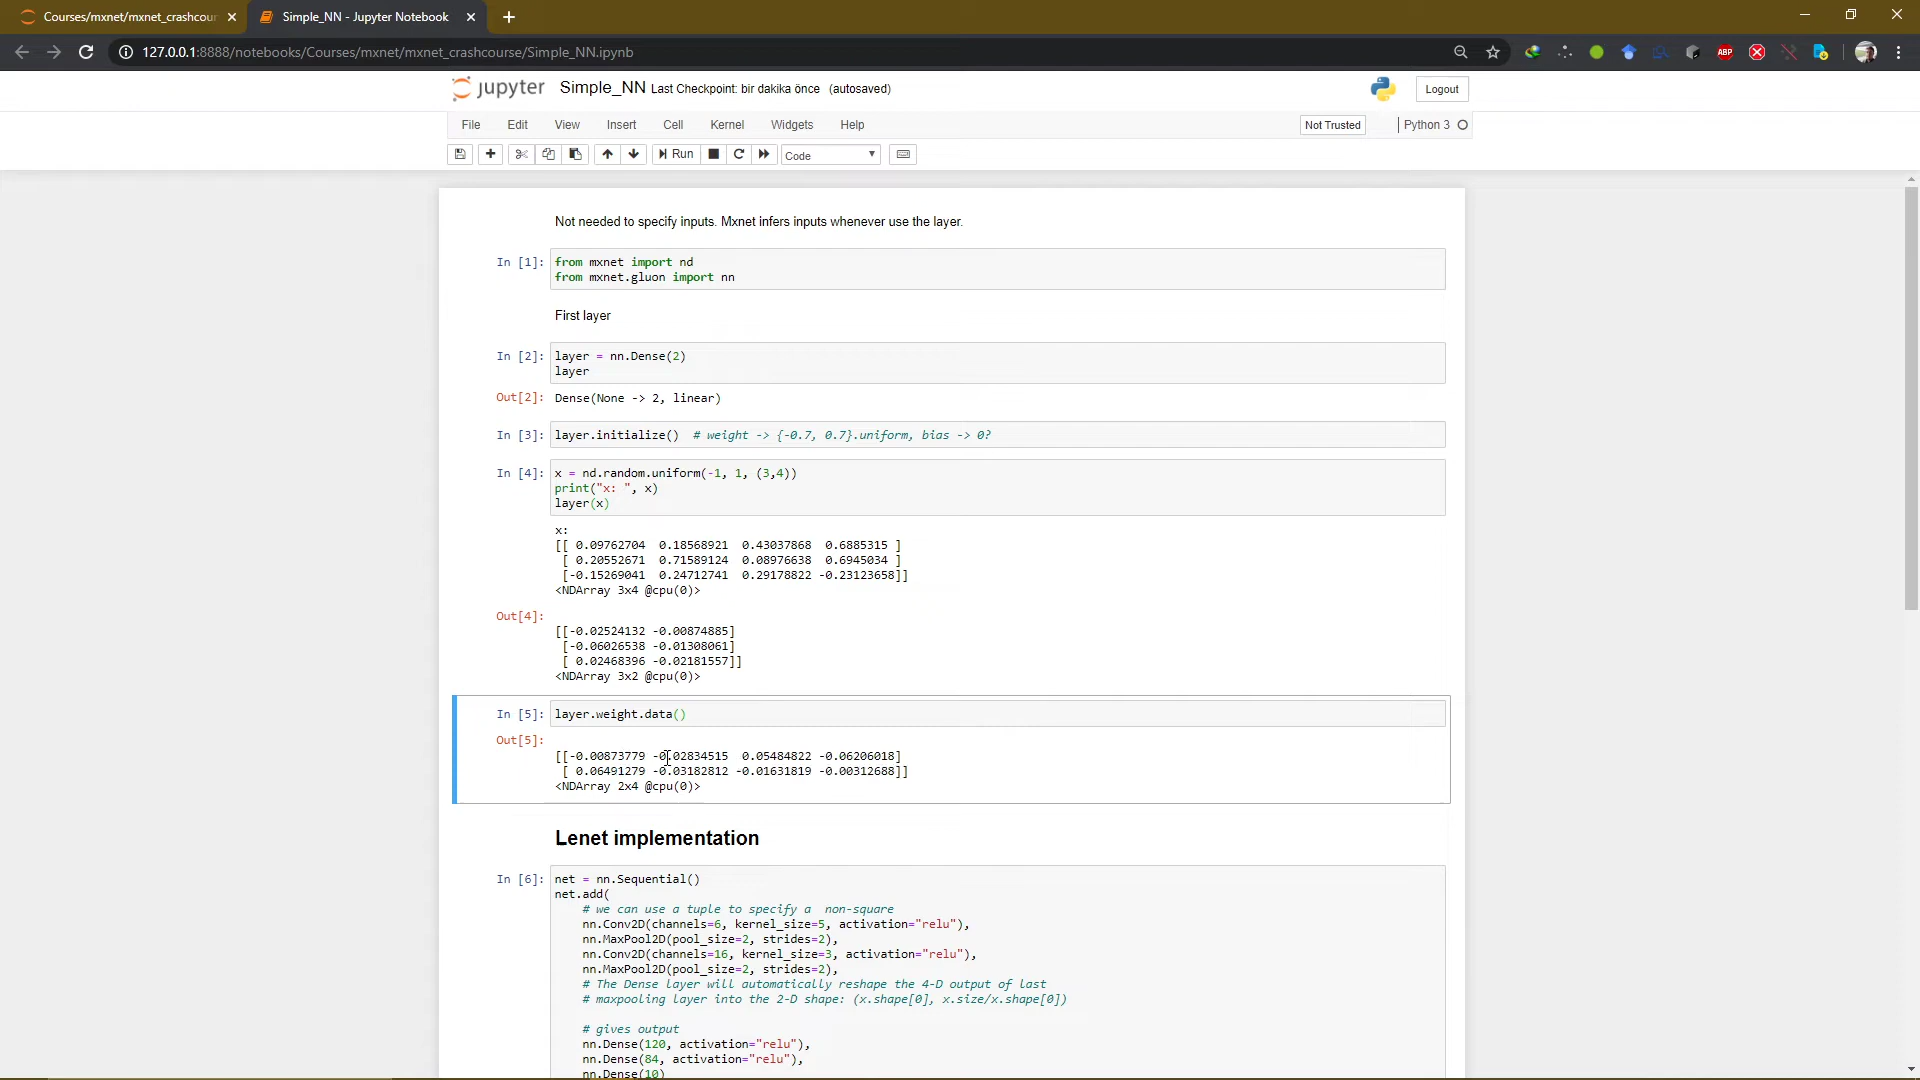 Courses/mxnet/mxnet_crashcour
Simple_NN - Jupyter Notebook
127.0.0.1:8888/notebooks/Courses/mxnet/mxnet_crashcourse/Simple_NN.ipynb
ABP
jupyter Simple_NN Last Checkpoint: bir dakika önce (autosaved)
Logout
File Edit View Insert Cell Kernel Widgets Help
Not Trusted
Python 3
Run
Code
Not needed to specify inputs. Mxnet infers inputs whenever use the layer.
In [1]: from mxnet import nd
from mxnet.gluon import nn
First layer
In [2]: layer = nn.Dense(2)
layer
Out[2]: Dense(None -> 2, linear)
In [3]: layer.initialize() # weight -> {-0.7, 0.7}.uniform, bias -> 0?
In [4]: x = nd.random.uniform(-1, 1, (3,4))
print("x: ", x)
layer(x)
x:
[[ 0.09762704 0.18568921 0.43037868 0.6885315 ]
[ 0.20552671 0.71589124 0.08976638 0.6945034 ]
[-0.15269041 0.24712741 0.29178822 -0.23123658]]
<NDArray 3x4 @cpu(0)>
Out[4]:
[[-0.02524132 -0.00874885]
[-0.06026538 -0.01308061]
[ 0.02468396 -0.02181557]]
<NDArray 3x2 @cpu(0)>
In [5]: layer.weight.data()
Out[5]:
[[-0.00873779 -0.02834515 0.05484822 -0.06206018]
[ 0.06491279 -0.03182812 -0.01631819 -0.00312688]]
<NDArray 2x4 @cpu(0)>
Lenet implementation
In [6]: net = nn.Sequential()
net.add(
# we can use a tuple to specify a non-square
nn.Conv2D(channels=6, kernel_size=5, activation="relu"),
nn.MaxPool2D(pool_size=2, strides=2),
nn.Conv2D(channels=16, kernel_size=3, activation="relu"),
nn.MaxPool2D(pool_size=2, strides=2),
# The Dense layer will automatically reshape the 4-D output of last
# maxpooling layer into the 2-D shape: (x.shape[0], x.size/x.shape[0])
# gives output
nn.Dense(120, activation="relu"),
nn.Dense(84, activation="relu"),
nn.Dense(10)